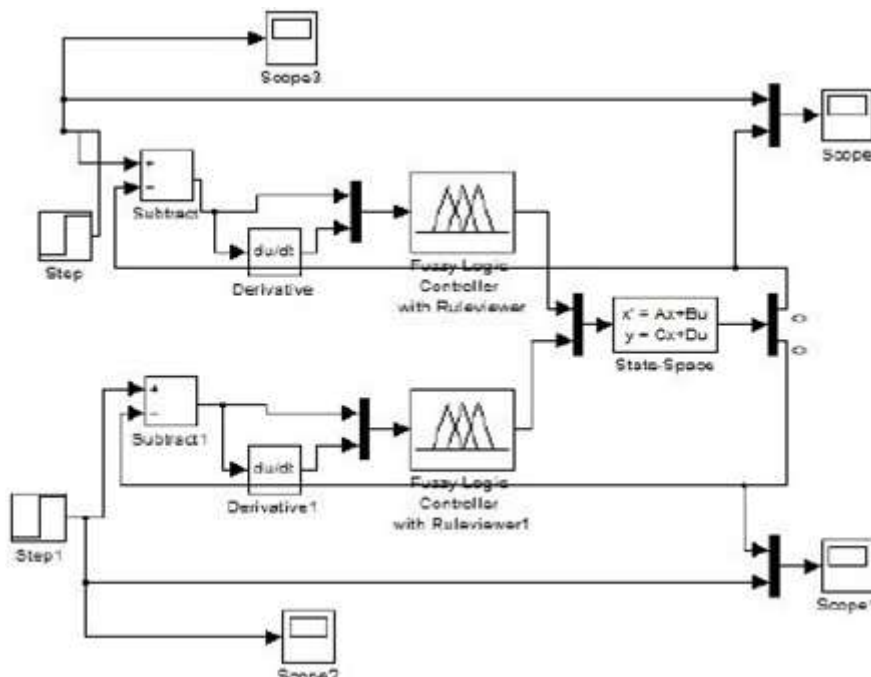 Scope3
Scope
+
−
Subtract
Step
du/dt
Derivative
Fuzzy Logic
Controller
with Ruleviewer
x' = Ax+Bu
y = Cx+Du
State-Space
<>
<>
+
−
Subtract1
du/dt
Derivative1
Fuzzy Logic
Controller
with Ruleviewer1
Step1
Scope1
Scope2